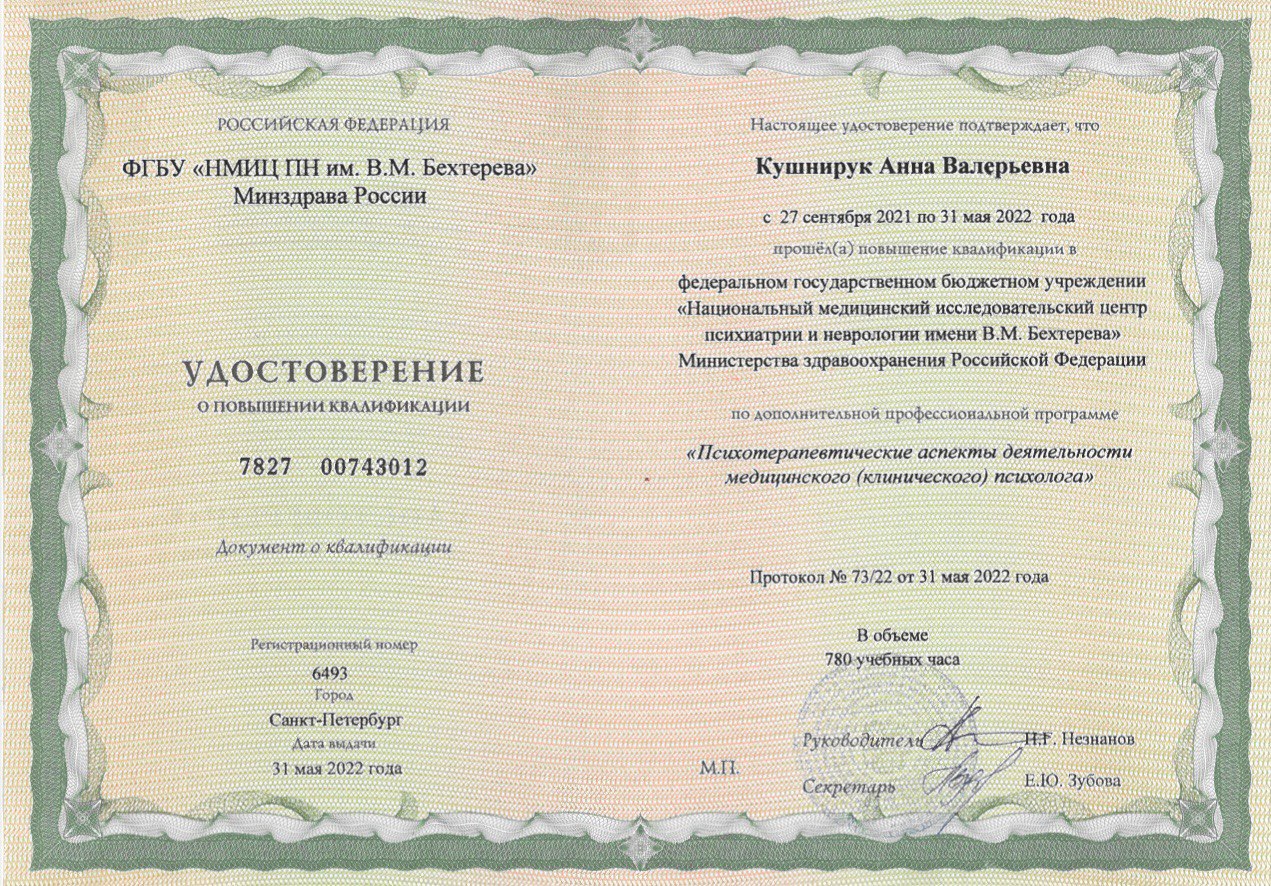 РОССИЙСКАЯ ФЕДЕРАЦИЯ
ФГБУ «НМИЦ ПН им. В.М. Бехтерева»
Минздрава России
УДОСТОВЕРЕНИЕ
О ПОВЫШЕНИИ КВАЛИФИКАЦИИ
7827 00743012
Документ о квалификации
Регистрационный номер
6493
Город
Санкт-Петербург
Дата выдачи
31 мая 2022 года
Настоящее удостоверение подтверждает, что
Кушнирук Анна Валерьевна
с 27 сентября 2021 по 31 мая 2022 года
прошёл(а) повышение квалификации в
федеральном государственном бюджетном учреждении
«Национальный медицинский исследовательский центр
психиатрии и неврологии имени В.М. Бехтерева»
Министерства здравоохранения Российской Федерации
по дополнительной профессиональной программе
«Психотерапевтические аспекты деятельности
медицинского (клинического) психолога»
Протокол № 73/22 от 31 мая 2022 года
В объеме
780 учебных часа
Руководитель Н.Г. Незнанов
М.П.
Секретарь Е.Ю. Зубова